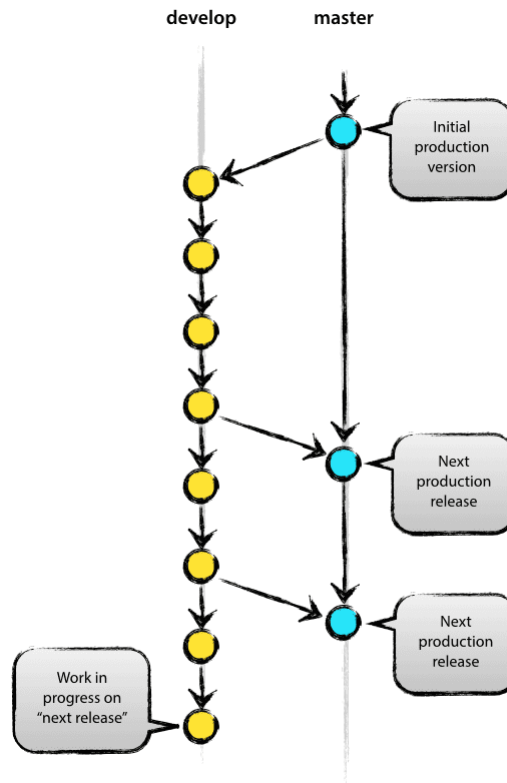 develop
master
Initial
production
version
Next
production
release
Next
production
release
Work in
progress on
“next release”